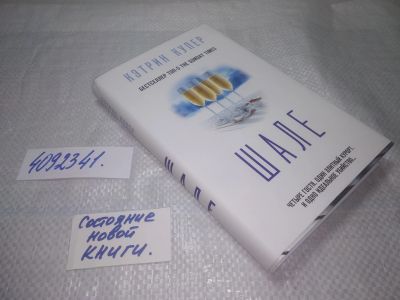 КЭТРИН КУПЕР
БЕСТСЕЛЛЕР ТОП-5 THE SUNDAY TIMES
ШАЛЕ
ЧЕТЫРЕ ГОСТЯ, ОДИН ЭЛИТНЫЙ КУРОРТ,
И ОДНО ИДЕАЛЬНОЕ УБИЙСТВО...
ШАЛЕ
4092341.
Состояние
новой
книги.